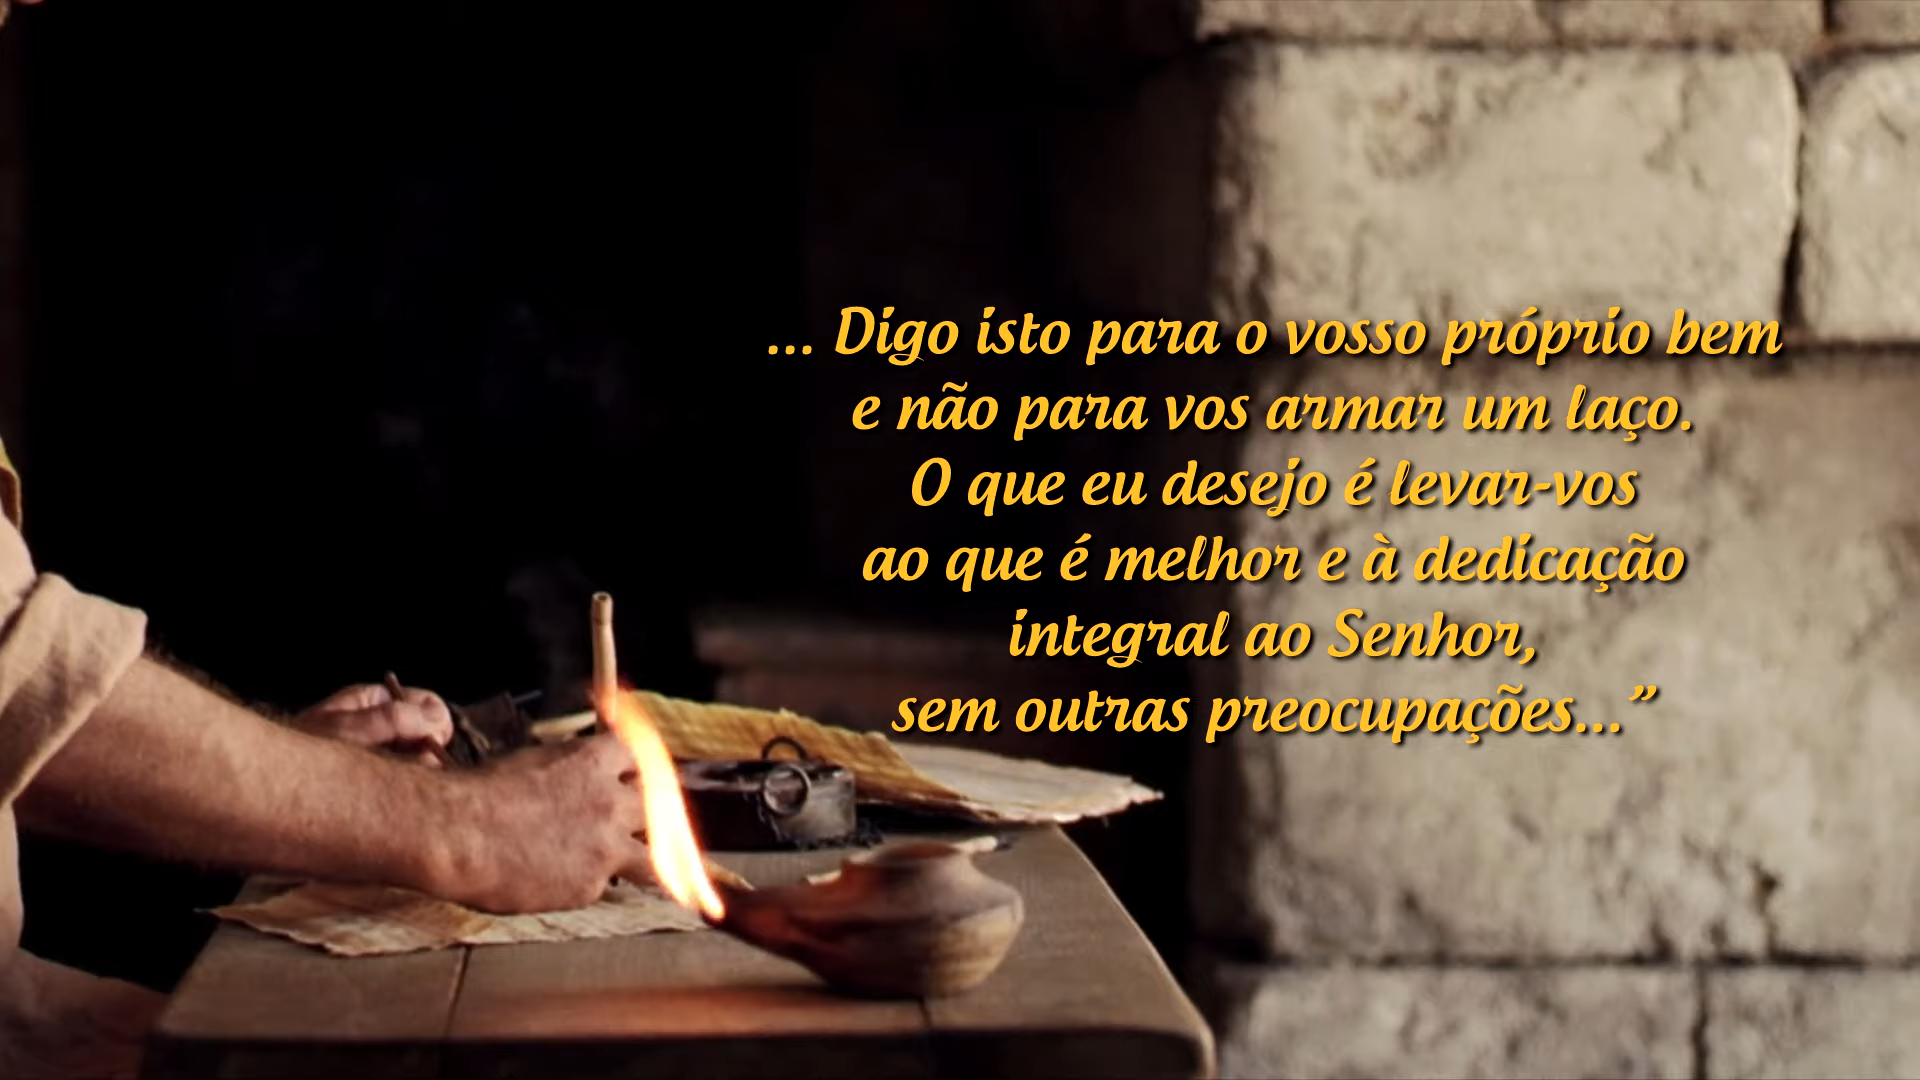 ... Digo isto para o vosso próprio bem
e não para vos armar um laço.
O que eu desejo é levar-vos
ao que é melhor e à dedicação
integral ao Senhor,
sem outras preocupações...”